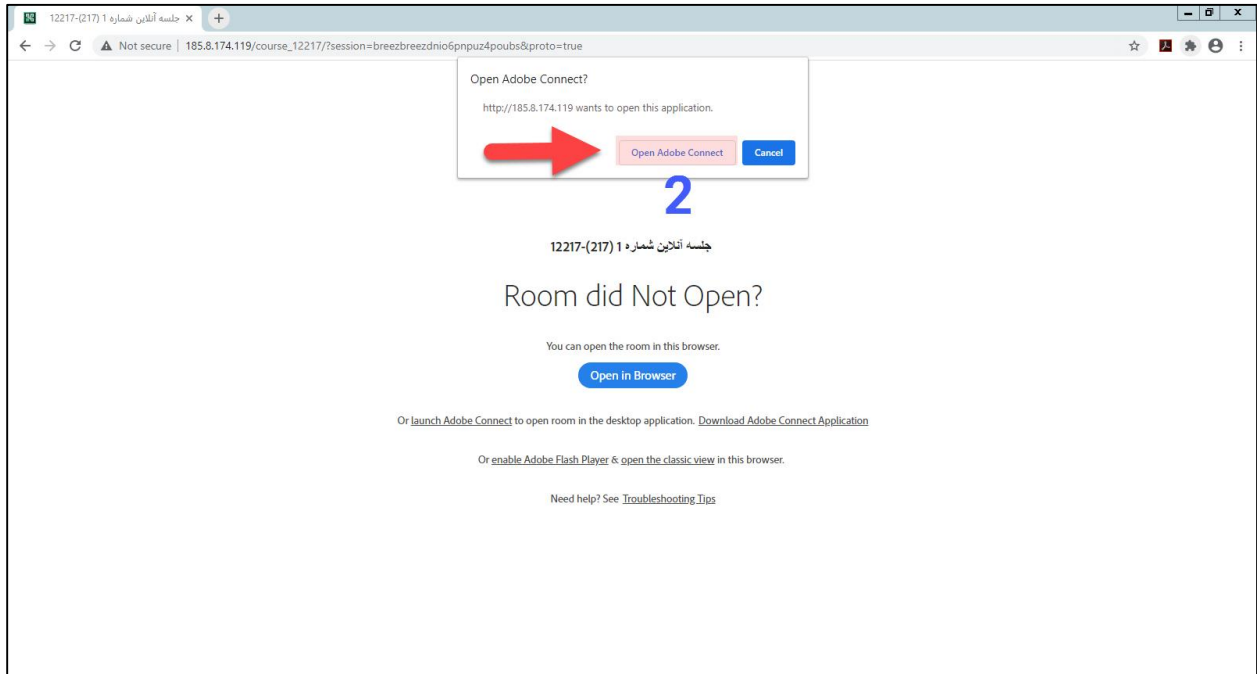 جلسه آنلاین شماره 1 (217)-12217
Not secure | 185.8.174.119/course_12217/?session=breezbreezdnio6pnpuz4poubs&proto=true
Open Adobe Connect?
http://185.8.174.119 wants to open this application.
Open Adobe Connect Cancel
2
جلسه آنلاین شماره 1 (217)-12217
Room did Not Open?
You can open the room in this browser.
Open in Browser
Or launch Adobe Connect to open room in the desktop application. Download Adobe Connect Application
Or enable Adobe Flash Player & open the classic view in this browser.
Need help? See Troubleshooting Tips